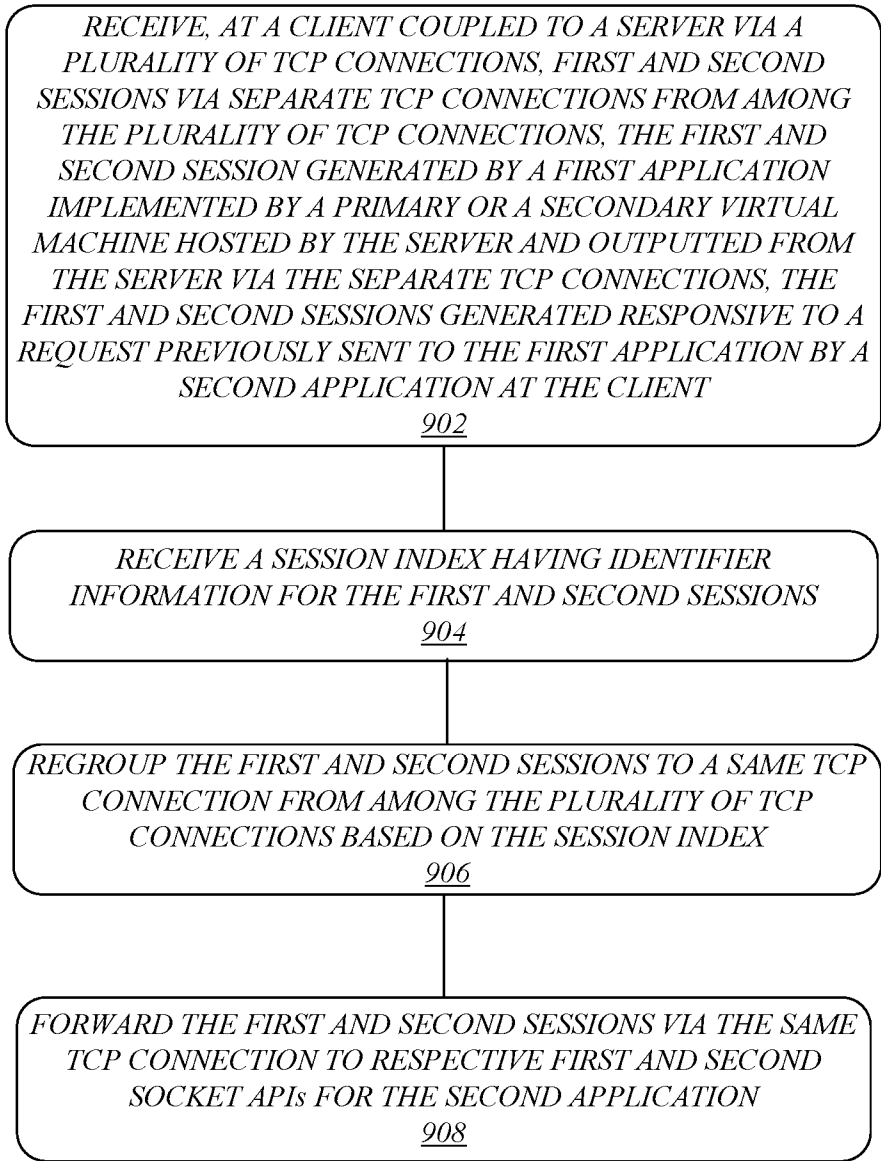 RECEIVE, AT A CLIENT COUPLED TO A SERVER VIA A
PLURALITY OF TCP CONNECTIONS, FIRST AND SECOND
SESSIONS VIA SEPARATE TCP CONNECTIONS FROM AMONG
THE PLURALITY OF TCP CONNECTIONS, THE FIRST AND
SECOND SESSION GENERATED BY A FIRST APPLICATION
IMPLEMENTED BY A PRIMARY OR A SECONDARY VIRTUAL
MACHINE HOSTED BY THE SERVER AND OUTPUTTED FROM
THE SERVER VIA THE SEPARATE TCP CONNECTIONS, THE
FIRST AND SECOND SESSIONS GENERATED RESPONSIVE TO A
REQUEST PREVIOUSLY SENT TO THE FIRST APPLICATION BY A
SECOND APPLICATION AT THE CLIENT
902
RECEIVE A SESSION INDEX HAVING IDENTIFIER
INFORMATION FOR THE FIRST AND SECOND SESSIONS
904
REGROUP THE FIRST AND SECOND SESSIONS TO A SAME TCP
CONNECTION FROM AMONG THE PLURALITY OF TCP
CONNECTIONS BASED ON THE SESSION INDEX
906
FORWARD THE FIRST AND SECOND SESSIONS VIA THE SAME
TCP CONNECTION TO RESPECTIVE FIRST AND SECOND
SOCKET APIs FOR THE SECOND APPLICATION
908